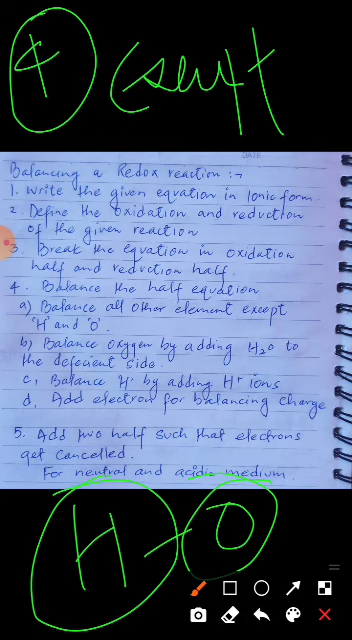 4
DATE
Balancing a Redox reaction :-
1. Write the given equation in Ionic form.
2. Define the oxidation and reduction
of the given reaction
3. Break the equation in oxidation
half and reduction half.
4. Balance the half equation
a) Balance all other element except
'H' and 'O'.
b) Balance oxygen by adding H₂O to
the defecient side.
c, Balance 'H' by adding H⁺ ions
d, Add electron for balancing charge
5. Add two half such that electrons
get cancelled.
For neutral and acidic medium.
H - O